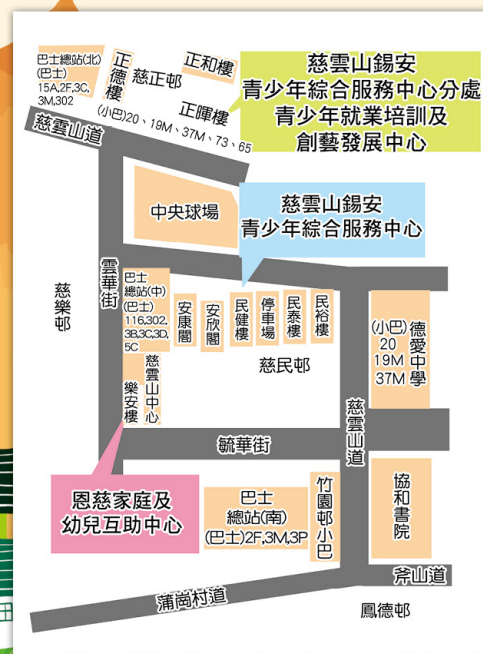 巴士總站(北)
(巴士)
15A,2F,3C,
3M,302
正德樓
慈正邨
正和樓
正暉樓
(小巴)20、19M、37M、73、65
慈雲山錫安
青少年綜合服務中心分處
青少年就業培訓及
創藝發展中心
慈雲山道
中央球場
慈雲山錫安
青少年綜合服務中心
雲華街
慈樂邨
巴士
總站(中)
(巴士)
116,302,
3B,3C,3D,
5C
慈雲山中心
樂安樓
安康閣
安欣閣
民健樓
停車場
民泰樓
民裕樓
慈民邨
德愛中學
(小巴)
20
19M
37M
慈雲山道
毓華街
恩慈家庭及
幼兒互助中心
巴士
總站(南)
(巴士)2F,3M,3P
竹園邨小巴
協和書院
斧山道
蒲崗村道
鳳德邨